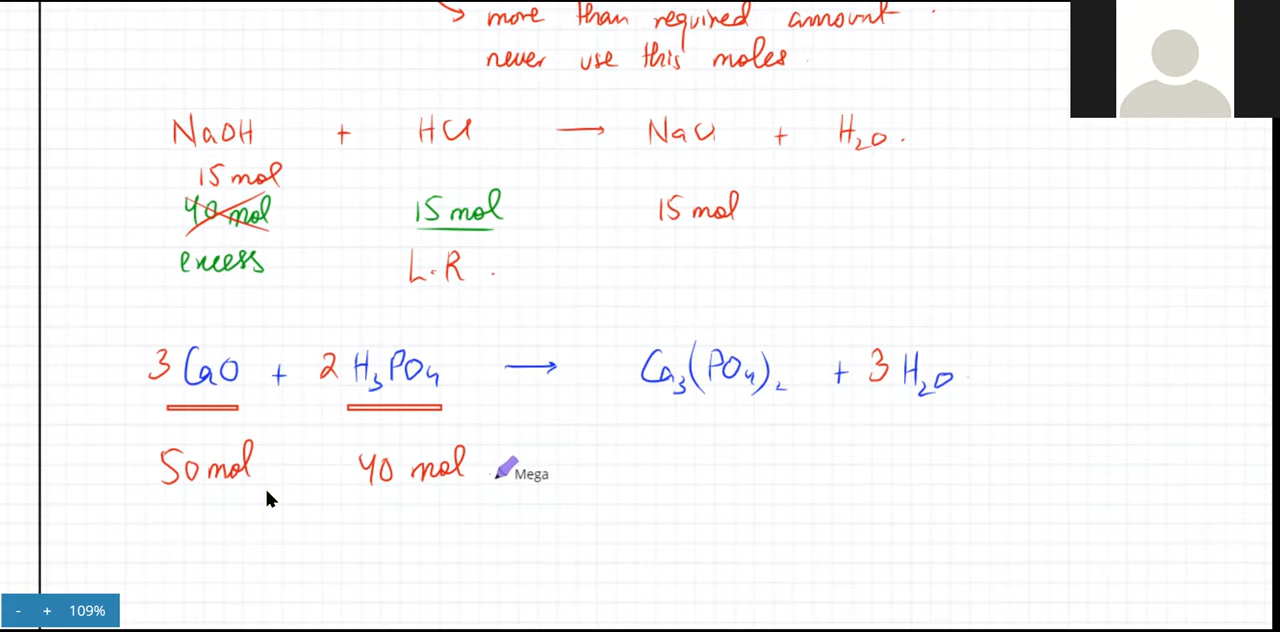 more than required amount.
never use this moles.
NaOH + HCl → NaCl + H₂O.
15 mol
40 mol 15 mol 15 mol
excess L.R.
3 CaO + 2 H₃PO₄ → Ca₃(PO₄)₂ + 3 H₂O
50 mol 40 mol Mega
- + 109%